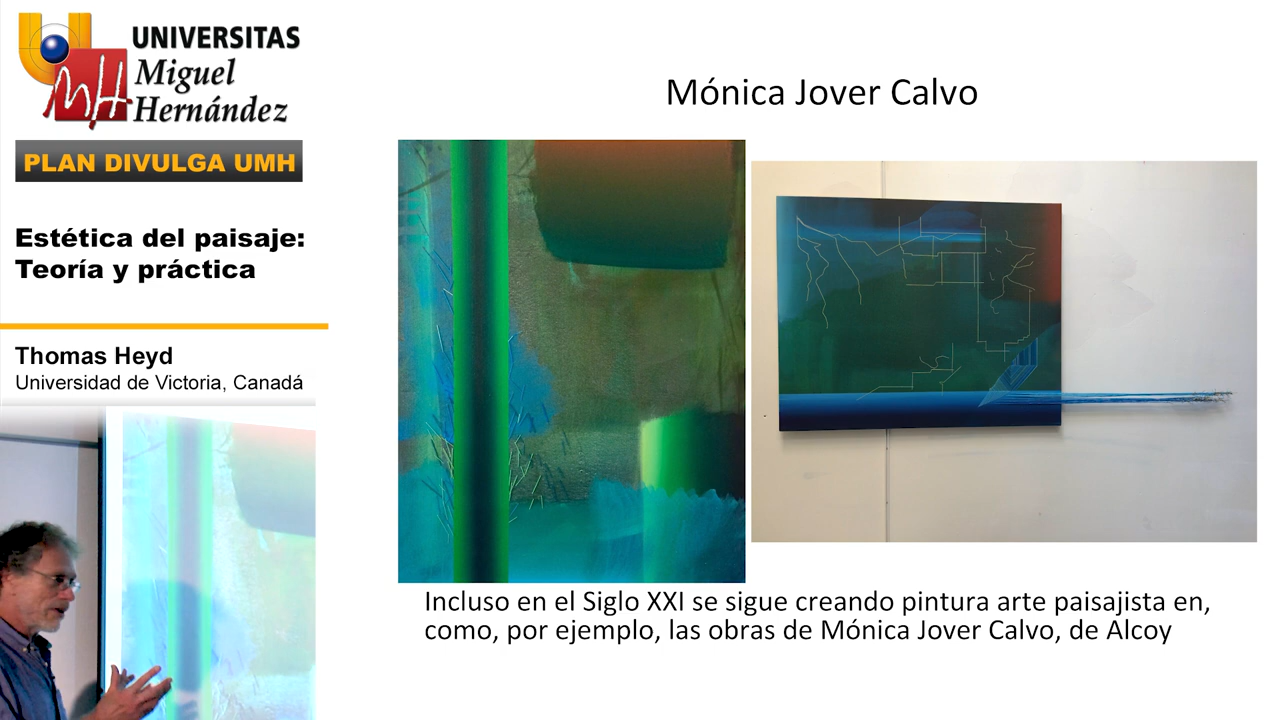 UNIVERSITAS
Miguel
Hernández
PLAN DIVULGA UMH
Estética del paisaje:
Teoría y práctica
Thomas Heyd
Universidad de Victoria, Canadá
Mónica Jover Calvo
Incluso en el Siglo XXI se sigue creando pintura arte paisajista en,
como, por ejemplo, las obras de Mónica Jover Calvo, de Alcoy